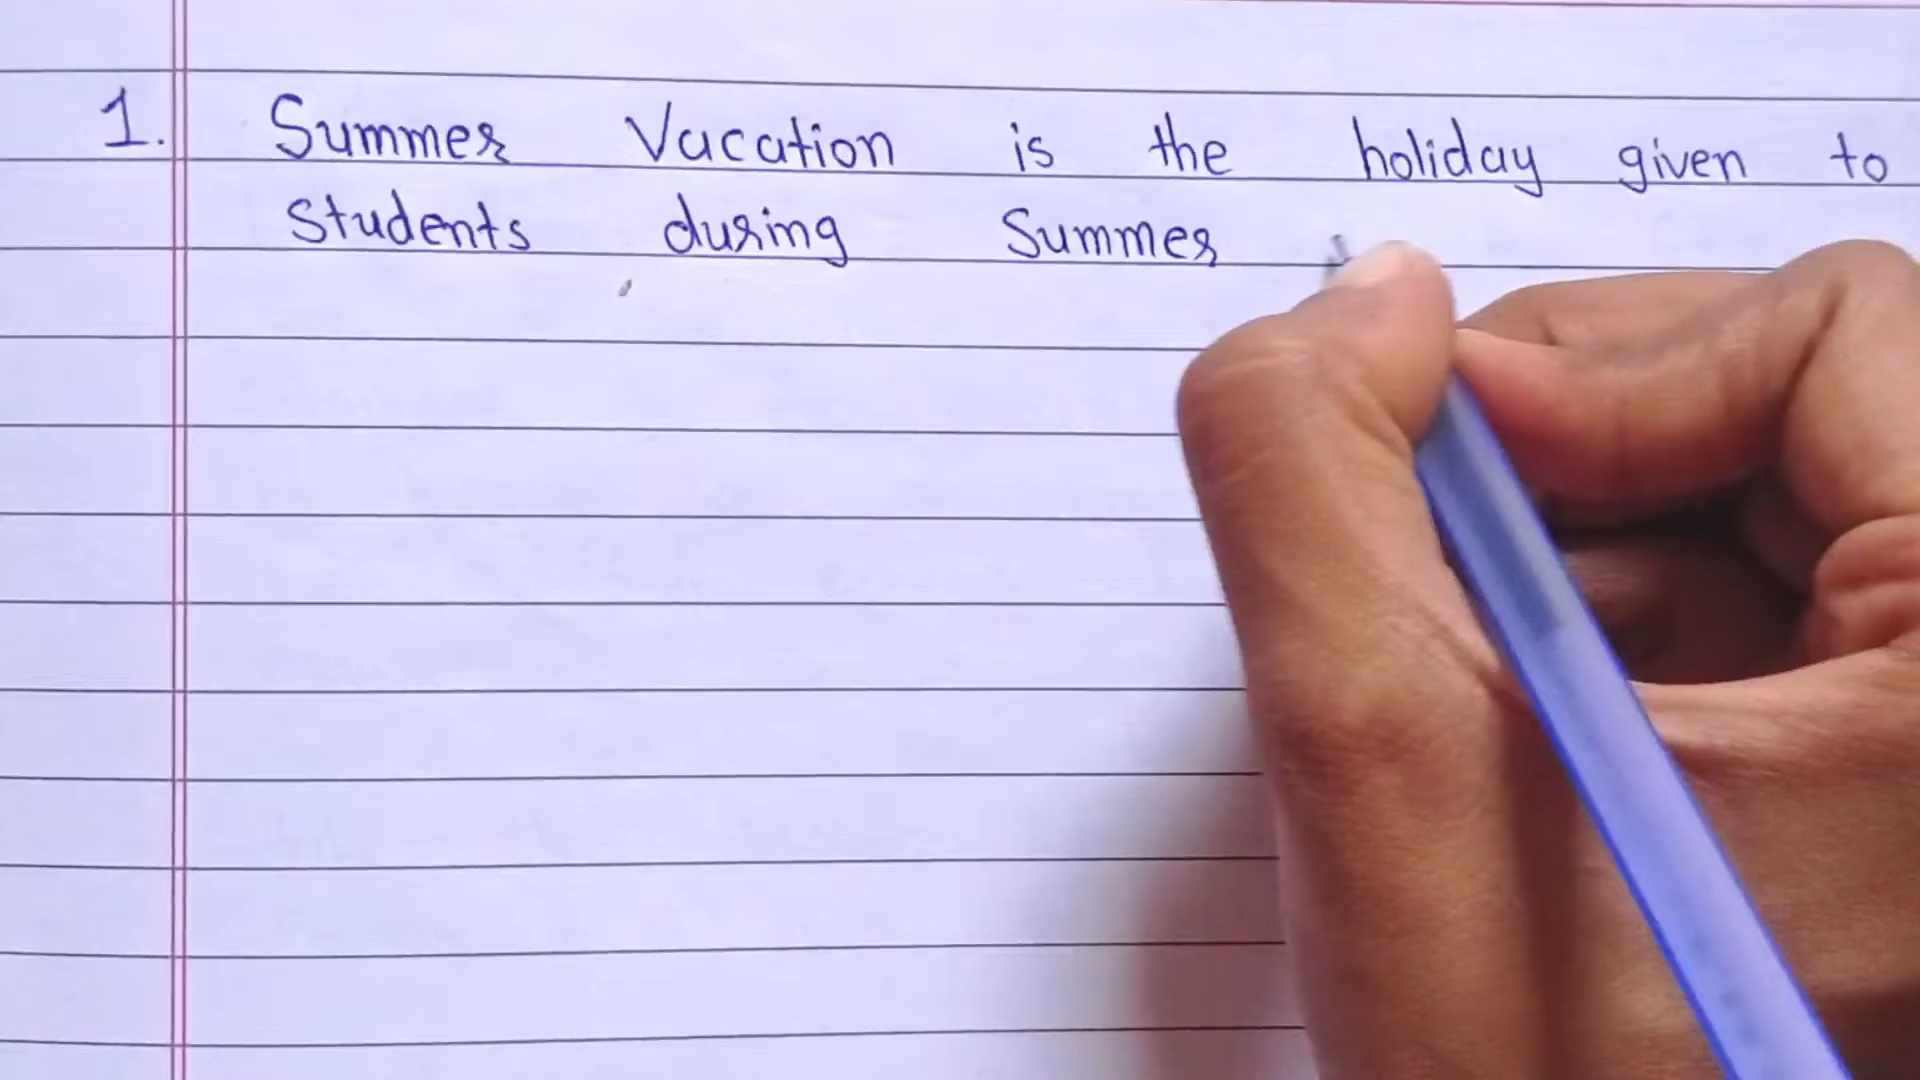 1. Summer Vacation is the holiday given to
Students during Summer